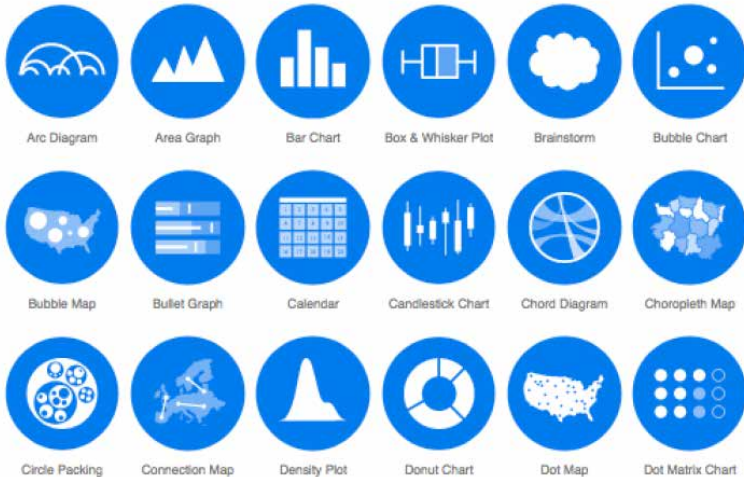 Arc Diagram
Area Graph
Bar Chart
Box & Whisker Plot
Brainstorm
Bubble Chart
Bubble Map
Bullet Graph
Calendar
Candlestick Chart
Chord Diagram
Choropleth Map
Circle Packing
Connection Map
Density Plot
Donut Chart
Dot Map
Dot Matrix Chart